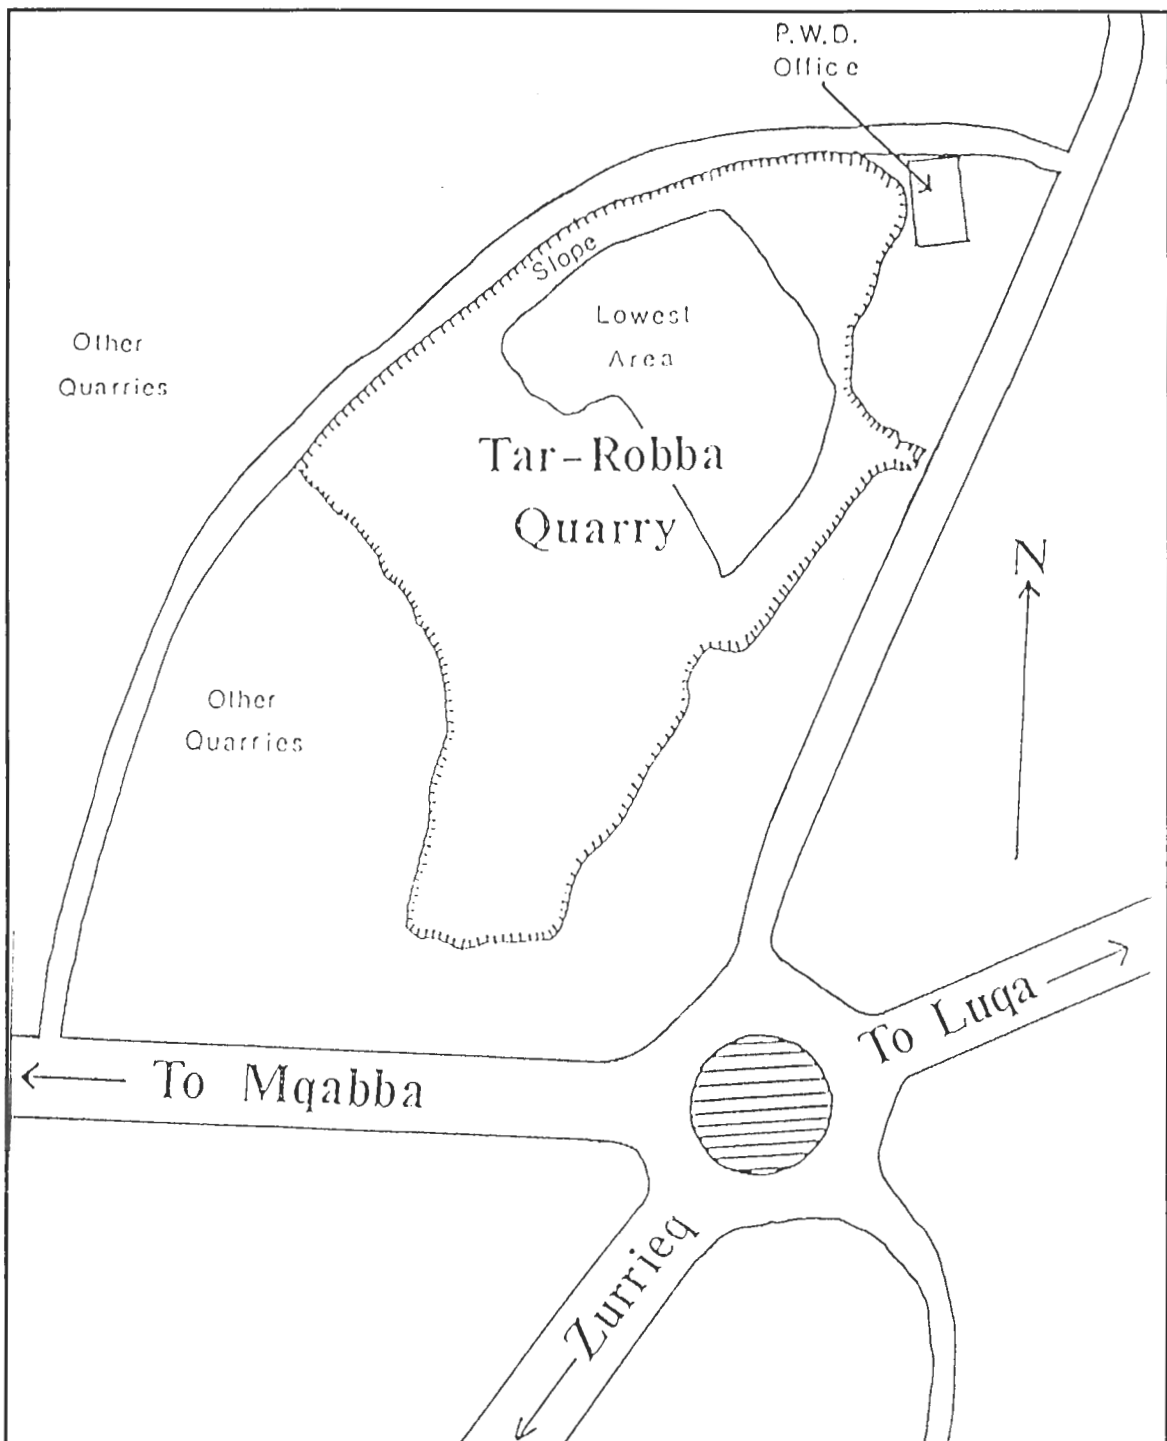 P.W.D.
Office
Slope
Lowest
Area
Other
Quarries
Tar-Robba
Quarry
N
Other
Quarries
To Luqa
To Mqabba
Zurrieq